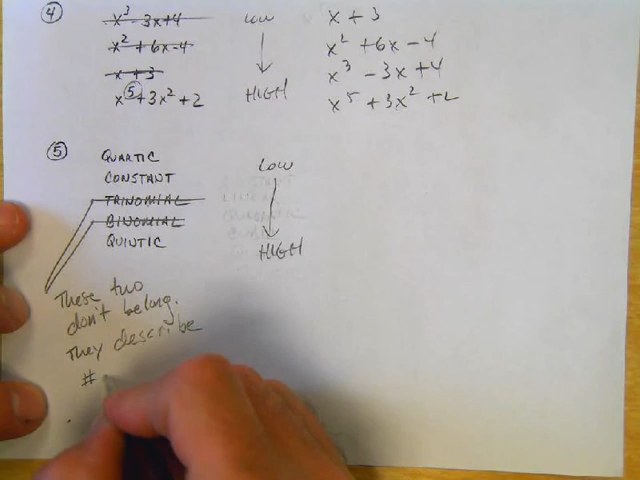 4 x³ - 3x + 4 LOW x + 3
x² + 6x - 4 x² + 6x - 4
x + 3 x³ - 3x + 4
x⁵ + 3x² + 2 HIGH x⁵ + 3x² + 2
5 QUARTIC LOW
CONSTANT
TRINOMIAL
BINOMIAL
QUINTIC HIGH
These two
don't belong.
They describe
#